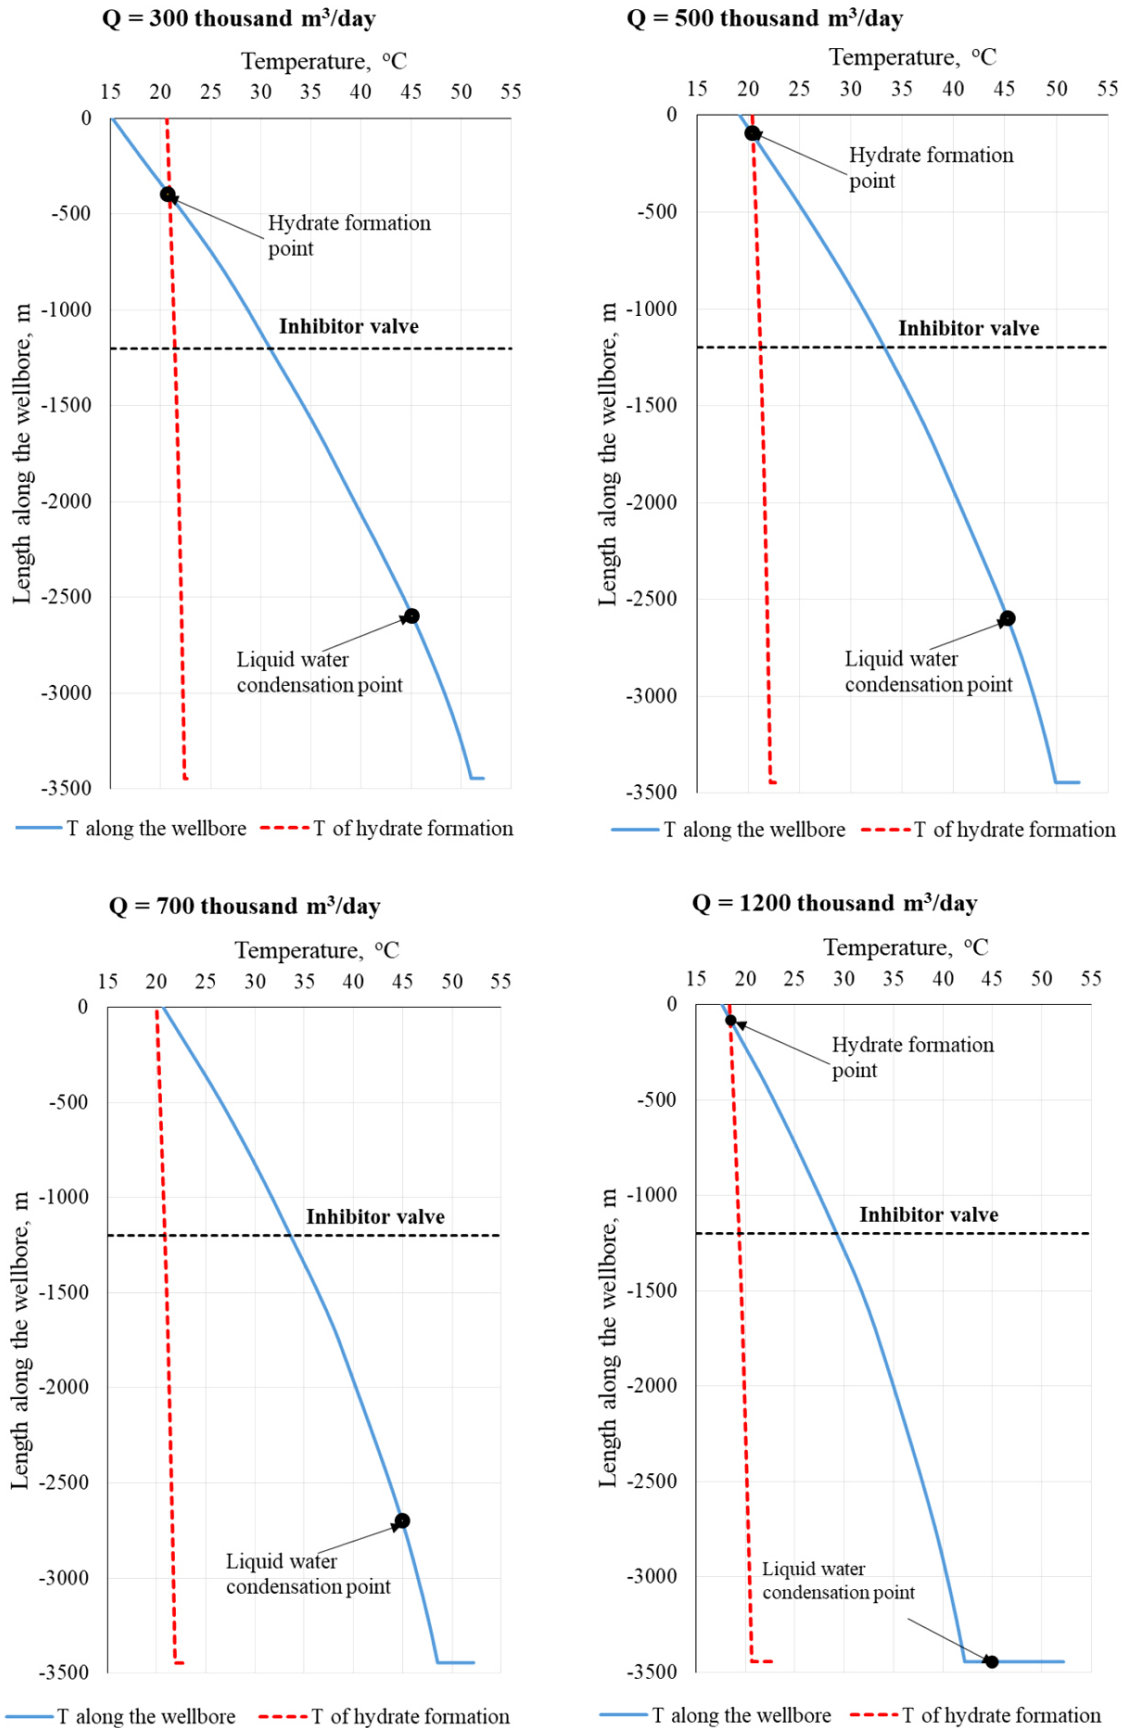 Q = 300 thousand m³/day
Temperature, °C
15 20 25 30 35 40 45 50 55
0
-500
-1000
-1500
-2000
-2500
-3000
-3500
Length along the wellbore, m
Hydrate formation
point
Inhibitor valve
Liquid water
condensation point
T along the wellbore T of hydrate formation
Q = 500 thousand m³/day
Temperature, °C
15 20 25 30 35 40 45 50 55
0
-500
-1000
-1500
-2000
-2500
-3000
-3500
Length along the wellbore, m
Hydrate formation
point
Inhibitor valve
Liquid water
condensation point
T along the wellbore T of hydrate formation
Q = 700 thousand m³/day
Temperature, °C
15 20 25 30 35 40 45 50 55
0
-500
-1000
-1500
-2000
-2500
-3000
-3500
Length along the wellbore, m
Inhibitor valve
Liquid water
condensation point
T along the wellbore T of hydrate formation
Q = 1200 thousand m³/day
Temperature, °C
15 20 25 30 35 40 45 50 55
0
-500
-1000
-1500
-2000
-2500
-3000
-3500
Length along the wellbore, m
Hydrate formation
point
Inhibitor valve
Liquid water
condensation point
T along the wellbore T of hydrate formation